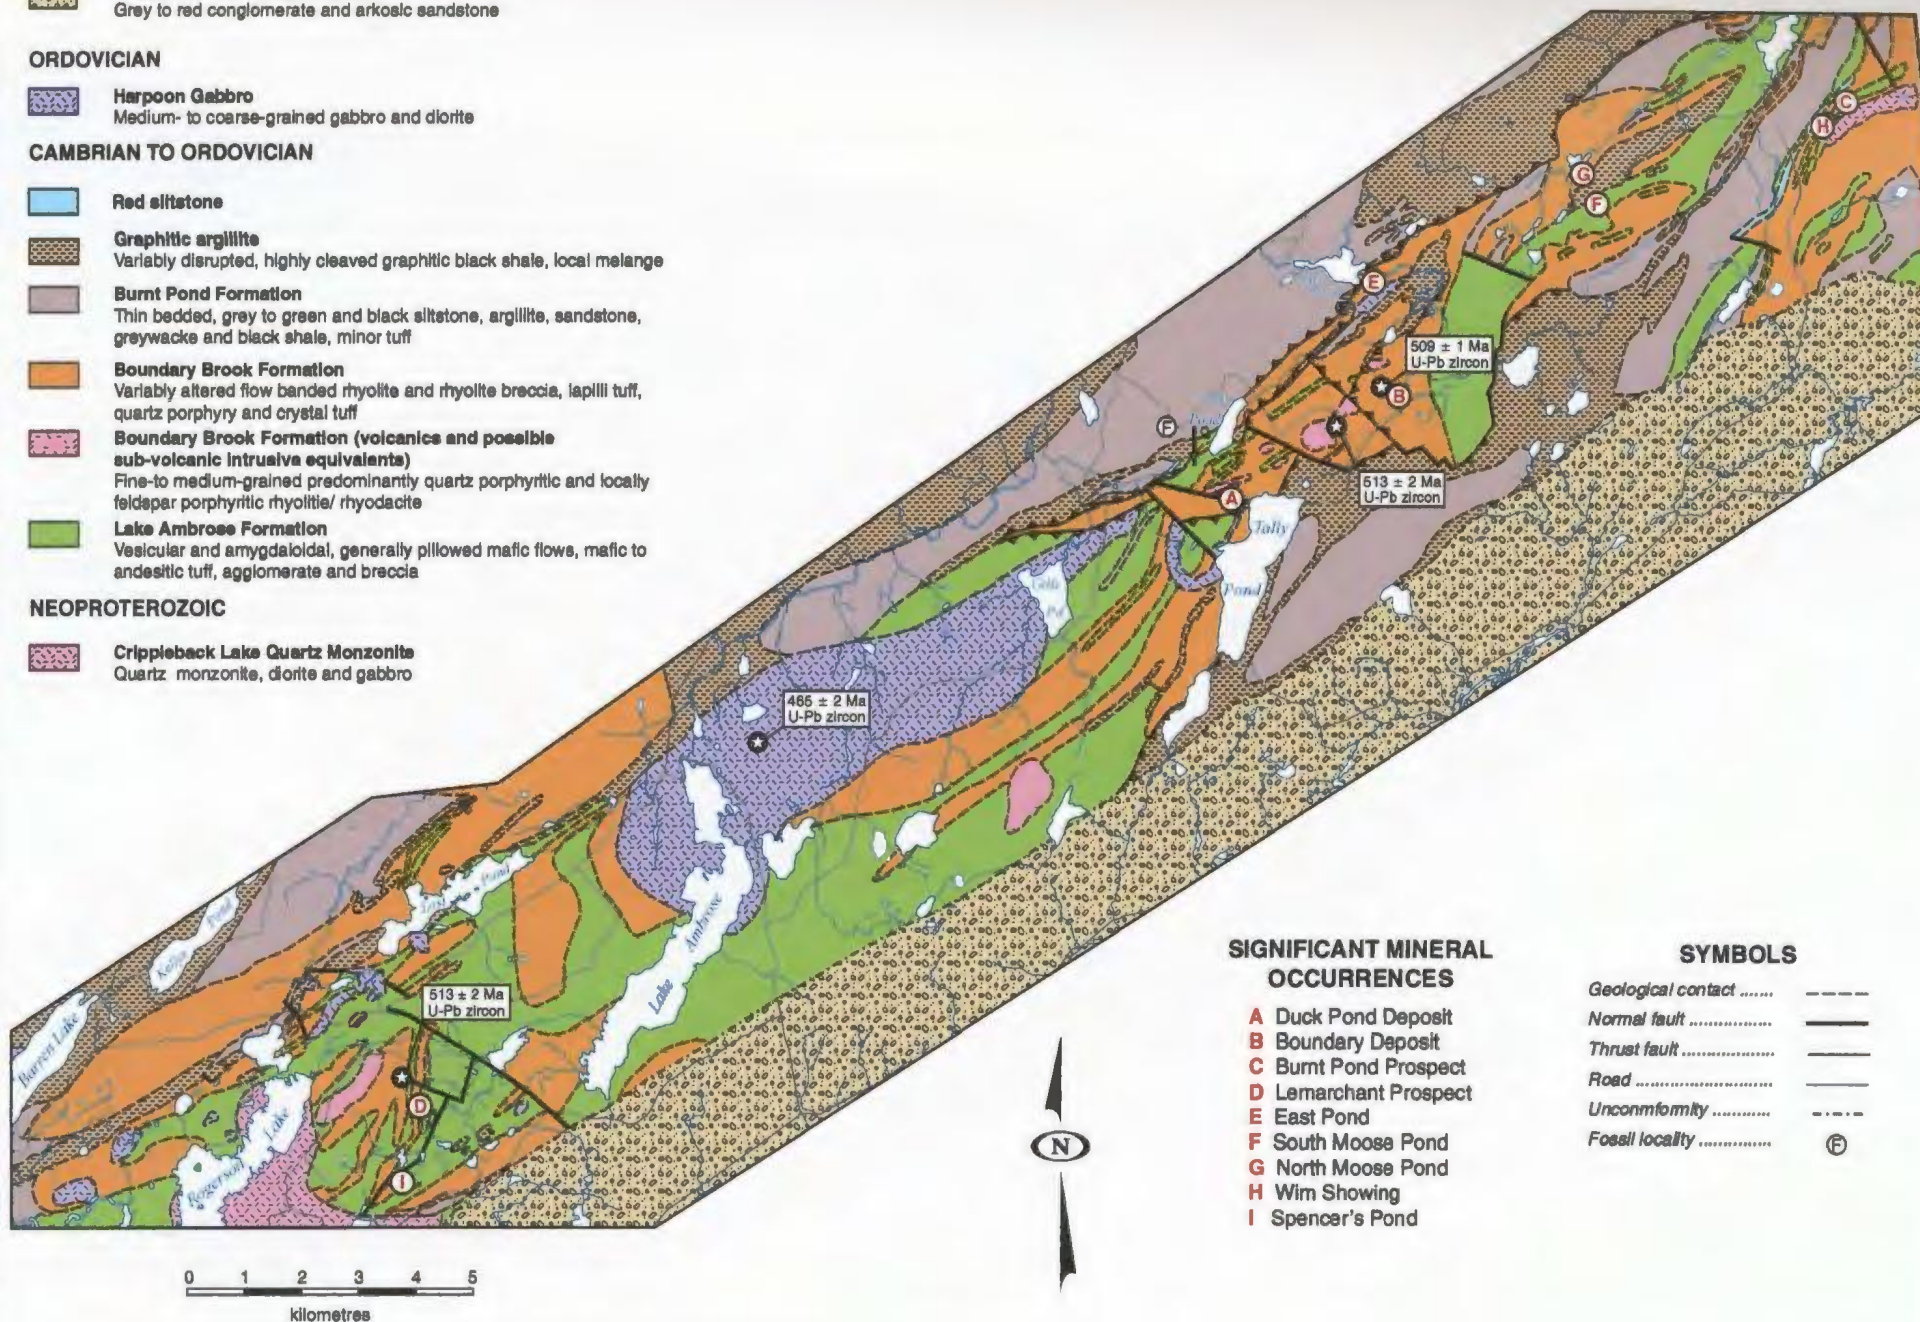 Grey to red conglomerate and arkosic sandstone
ORDOVICIAN
Harpoon Gabbro
Medium- to coarse-grained gabbro and diorite
CAMBRIAN TO ORDOVICIAN
Red siltstone
Graphitic argillite
Variably disrupted, highly cleaved graphitic black shale, local melange
Burnt Pond Formation
Thin bedded, grey to green and black siltstone, argillite, sandstone,
greywacke and black shale, minor tuff
Boundary Brook Formation
Variably altered flow banded rhyolite and rhyolite breccia, lapilli tuff,
quartz porphyry and crystal tuff
Boundary Brook Formation (volcanics and possible
sub-volcanic intrusive equivalents)
Fine-to medium-grained predominantly quartz porphyritic and locally
feldspar porphyritic rhyolitie/ rhyodacite
Lake Ambrose Formation
Vesicular and amygdaloidal, generally pillowed mafic flows, mafic to
andesitic tuff, agglomerate and breccia
NEOPROTEROZOIC
Crippleback Lake Quartz Monzonite
Quartz monzonite, diorite and gabbro
C
H
G
F
E
509 ± 1 Ma
U-Pb zircon
B
F
Pond
513 ± 2 Ma
U-Pb zircon
A
Tally
Pond
465 ± 2 Ma
U-Pb zircon
Pond
Lake Ambrose
Keijen Pond
Barren Lake
513 ± 2 Ma
U-Pb zircon
D
I
Rogerson Lake
0 1 2 3 4 5
kilometres
N
SIGNIFICANT MINERAL
OCCURRENCES
A Duck Pond Deposit
B Boundary Deposit
C Burnt Pond Prospect
D Lemarchant Prospect
E East Pond
F South Moose Pond
G North Moose Pond
H Wim Showing
I Spencer's Pond
SYMBOLS
Geological contact .......
Normal fault .................
Thrust fault ....................
Road .............................
Unconmformity ............
Fossil locality ............... F